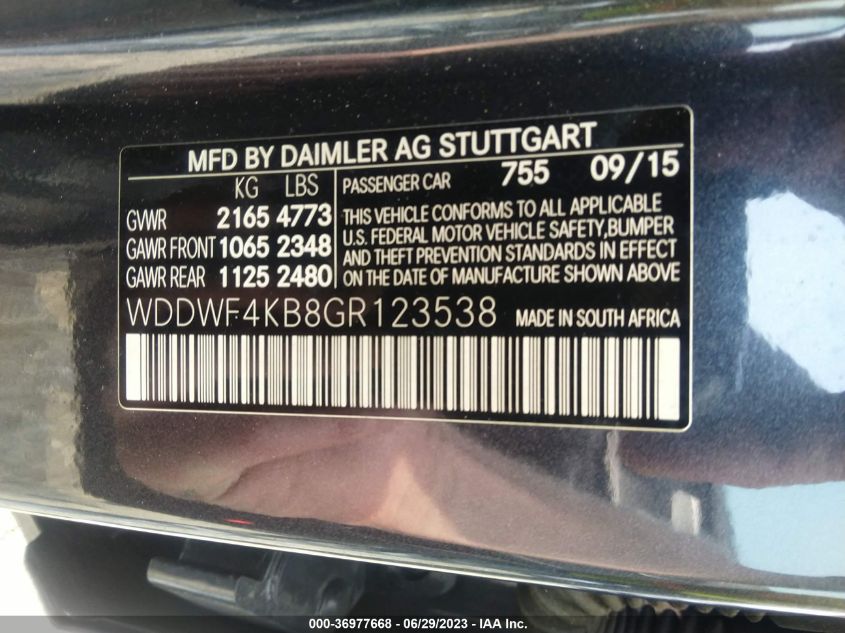 MFD BY DAIMLER AG STUTTGART
KG LBS
GVWR 2165 4773
GAWR FRONT 1065 2348
GAWR REAR 1125 2480
PASSENGER CAR 755 09/15
THIS VEHICLE CONFORMS TO ALL APPLICABLE
U.S. FEDERAL MOTOR VEHICLE SAFETY,BUMPER
AND THEFT PREVENTION STANDARDS IN EFFECT
ON THE DATE OF MANUFACTURE SHOWN ABOVE
WDDWF4KB8GR123538 MADE IN SOUTH AFRICA
000-36977668 / 06/29/2023 - IAA Inc.